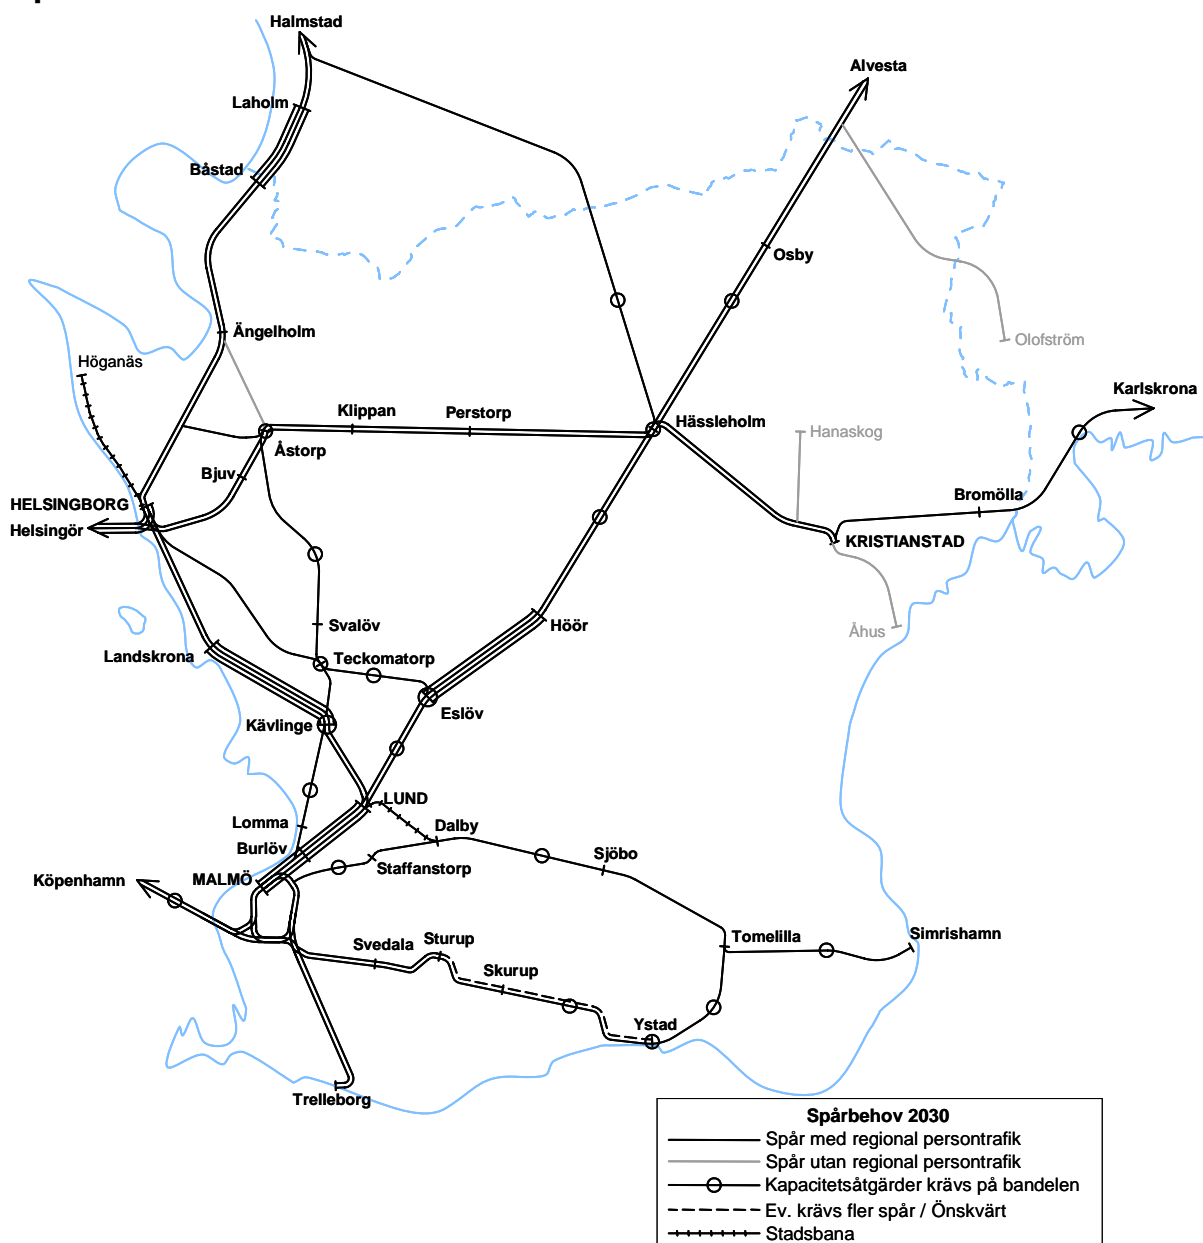 Halmstad
Alvesta
Laholm
Båstad
Osby
Ängelholm
Olofström
Höganäs
Karlskrona
Klippan
Perstorp
Hässleholm
Hanaskog
Åstorp
Bjuv
Bromölla
HELSINGBORG
Helsingör
KRISTIANSTAD
Svalöv
Höör
Åhus
Landskrona
Teckomatorp
Eslöv
Kävlinge
LUND
Lomma
Dalby
Burlöv
Sjöbo
Staffanstorp
Köpenhamn
MALMÖ
Simrishamn
Tomelilla
Svedala
Sturup
Skurup
Ystad
Trelleborg
Spårbehov 2030
Spår med regional persontrafik
Spår utan regional persontrafik
Kapacitetsåtgärder krävs på bandelen
Ev. krävs fler spår / Önskvärt
Stadsbana